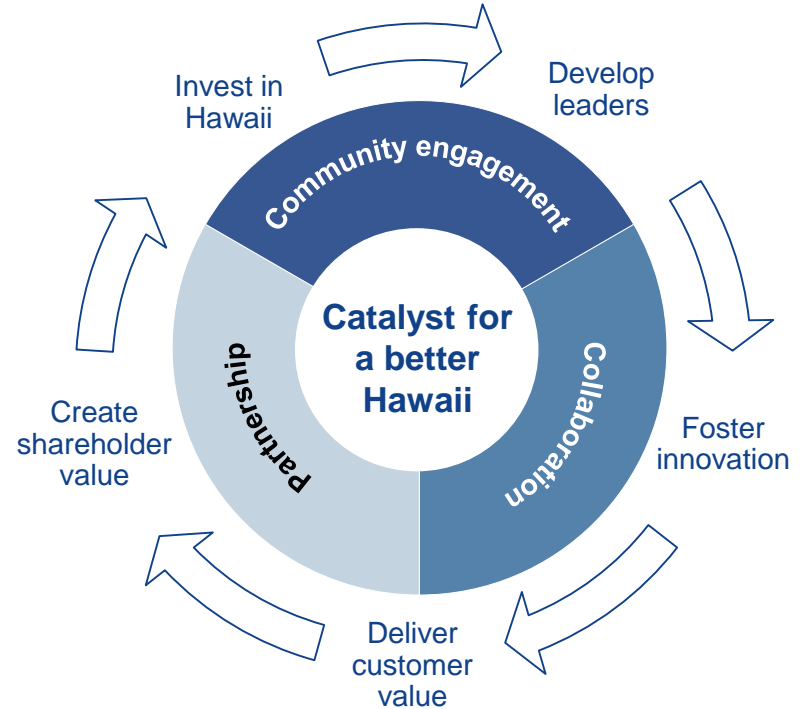 Invest in
Hawaii
Develop
leaders
Community engagement
Catalyst for
a better
Hawaii
Partnership
Collaboration
Create
shareholder
value
Foster
innovation
Deliver
customer
value